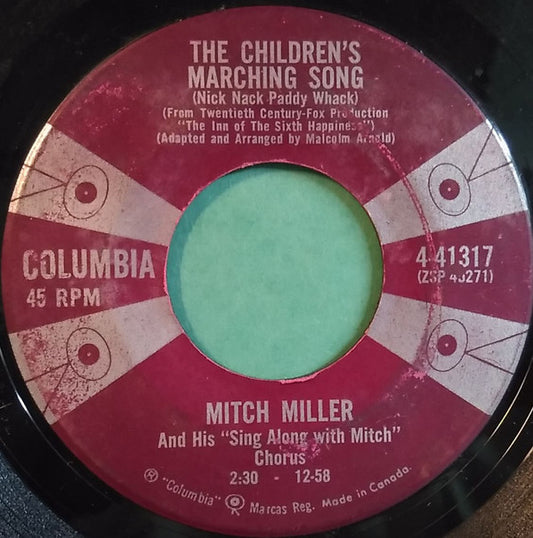 THE CHILDREN'S
MARCHING SONG
(Nick Nack Paddy Whack)
(From Twentieth Century-Fox Production
"The Inn of The Sixth Happiness")
(Adapted and Arranged by Malcolm Arnold)
COLUMBIA
45 RPM
4-41317
(ZSP 45271)
MITCH MILLER
And His "Sing Along with Mitch"
Chorus
2:30 - 12-58
® "Columbia" Marcas Reg. Made in Canada.